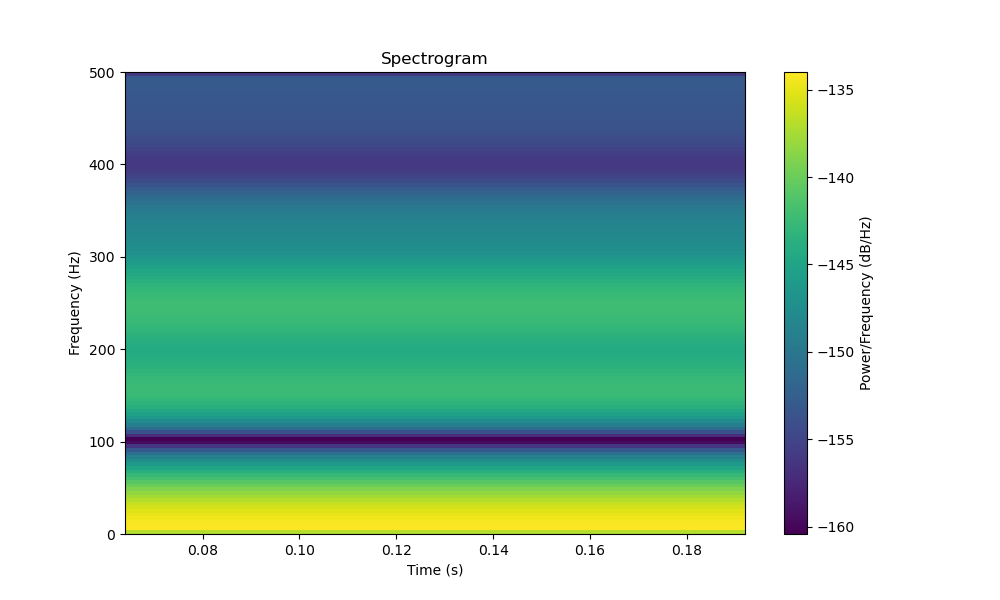 Spectrogram
500
400
300
200
100
0
Frequency (Hz)
0.08 0.10 0.12 0.14 0.16 0.18
Time (s)
−135
−140
−145
−150
−155
−160
Power/Frequency (dB/Hz)